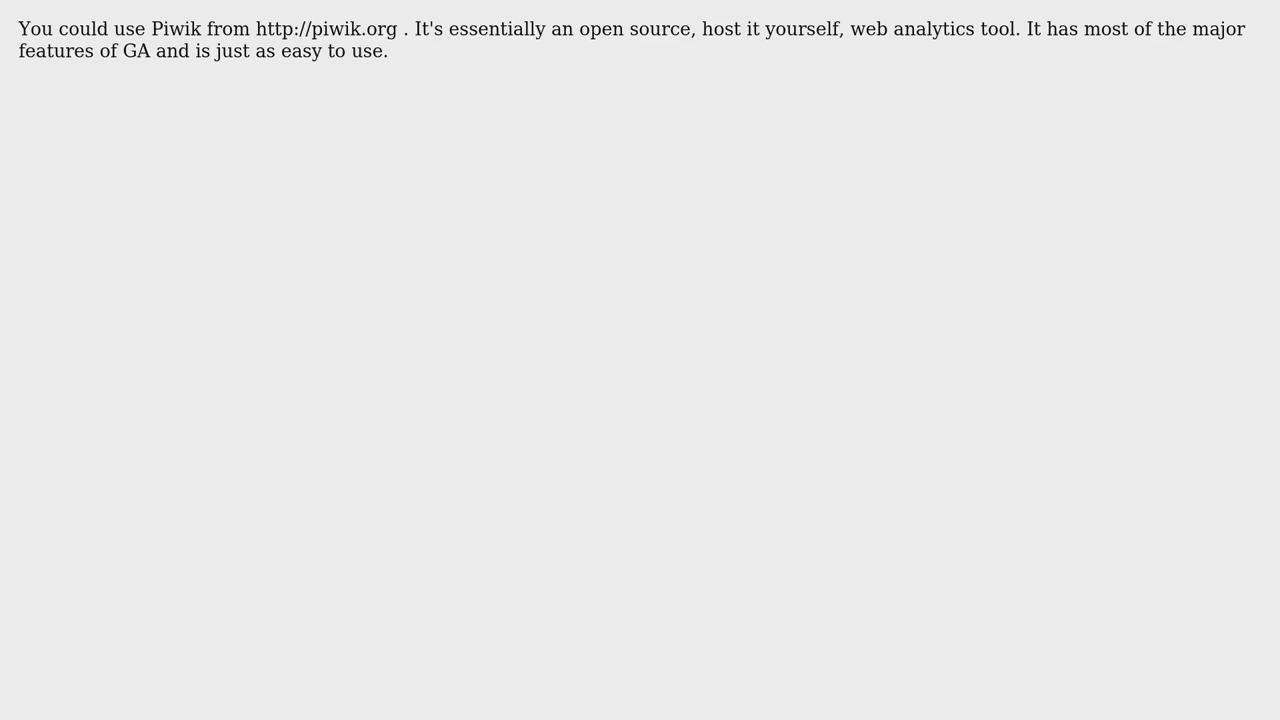 You could use Piwik from http://piwik.org . It's essentially an open source, host it yourself, web analytics tool. It has most of the major
features of GA and is just as easy to use.